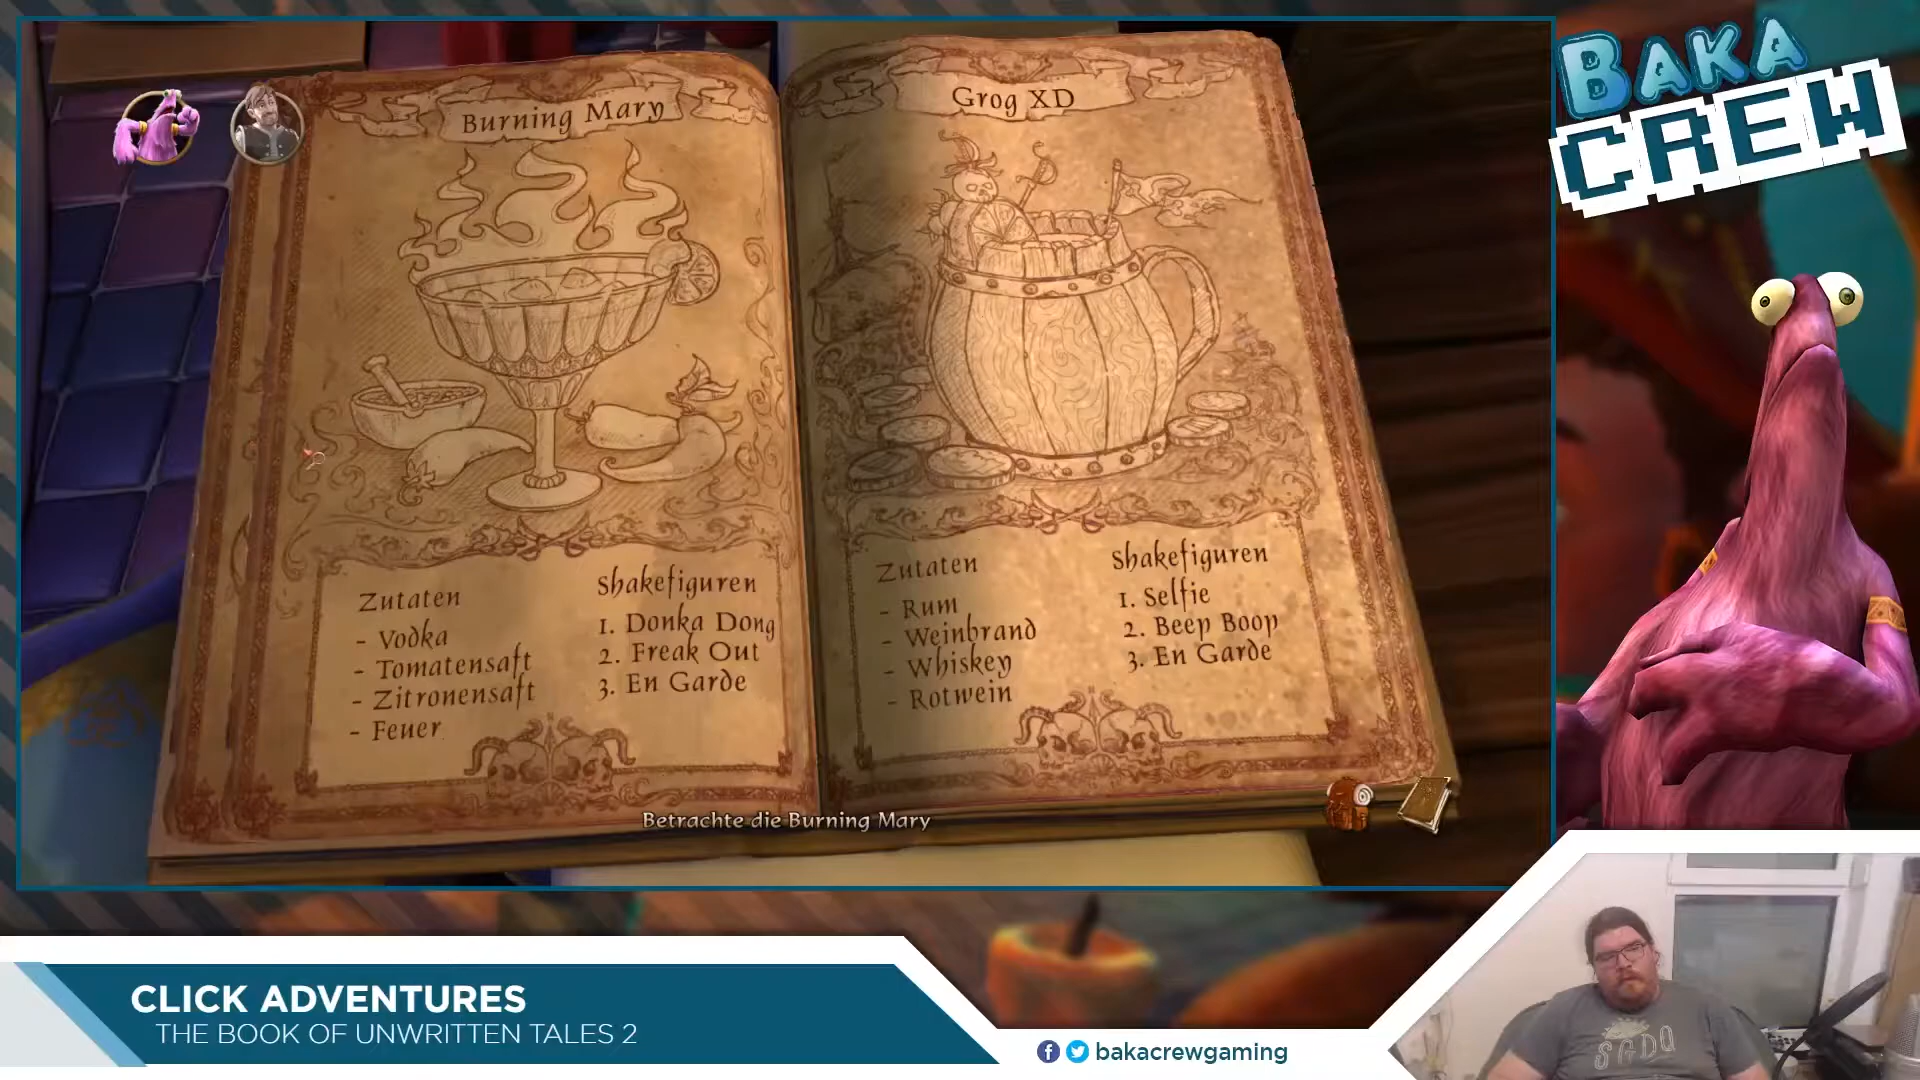 BAKA
CREW
Burning Mary
Zutaten
- Vodka
- Tomatensaft
- Zitronensaft
- Feuer
Shakefiguren
1. Donka Dong
2. Freak Out
3. En Garde
Grog XD
Zutaten
- Rum
- Weinbrand
- Whiskey
- Rotwein
Shakefiguren
1. Selfie
2. Beep Boop
3. En Garde
Betrachte die Burning Mary
CLICK ADVENTURES
THE BOOK OF UNWRITTEN TALES 2
bakacrewgaming
SGDQ